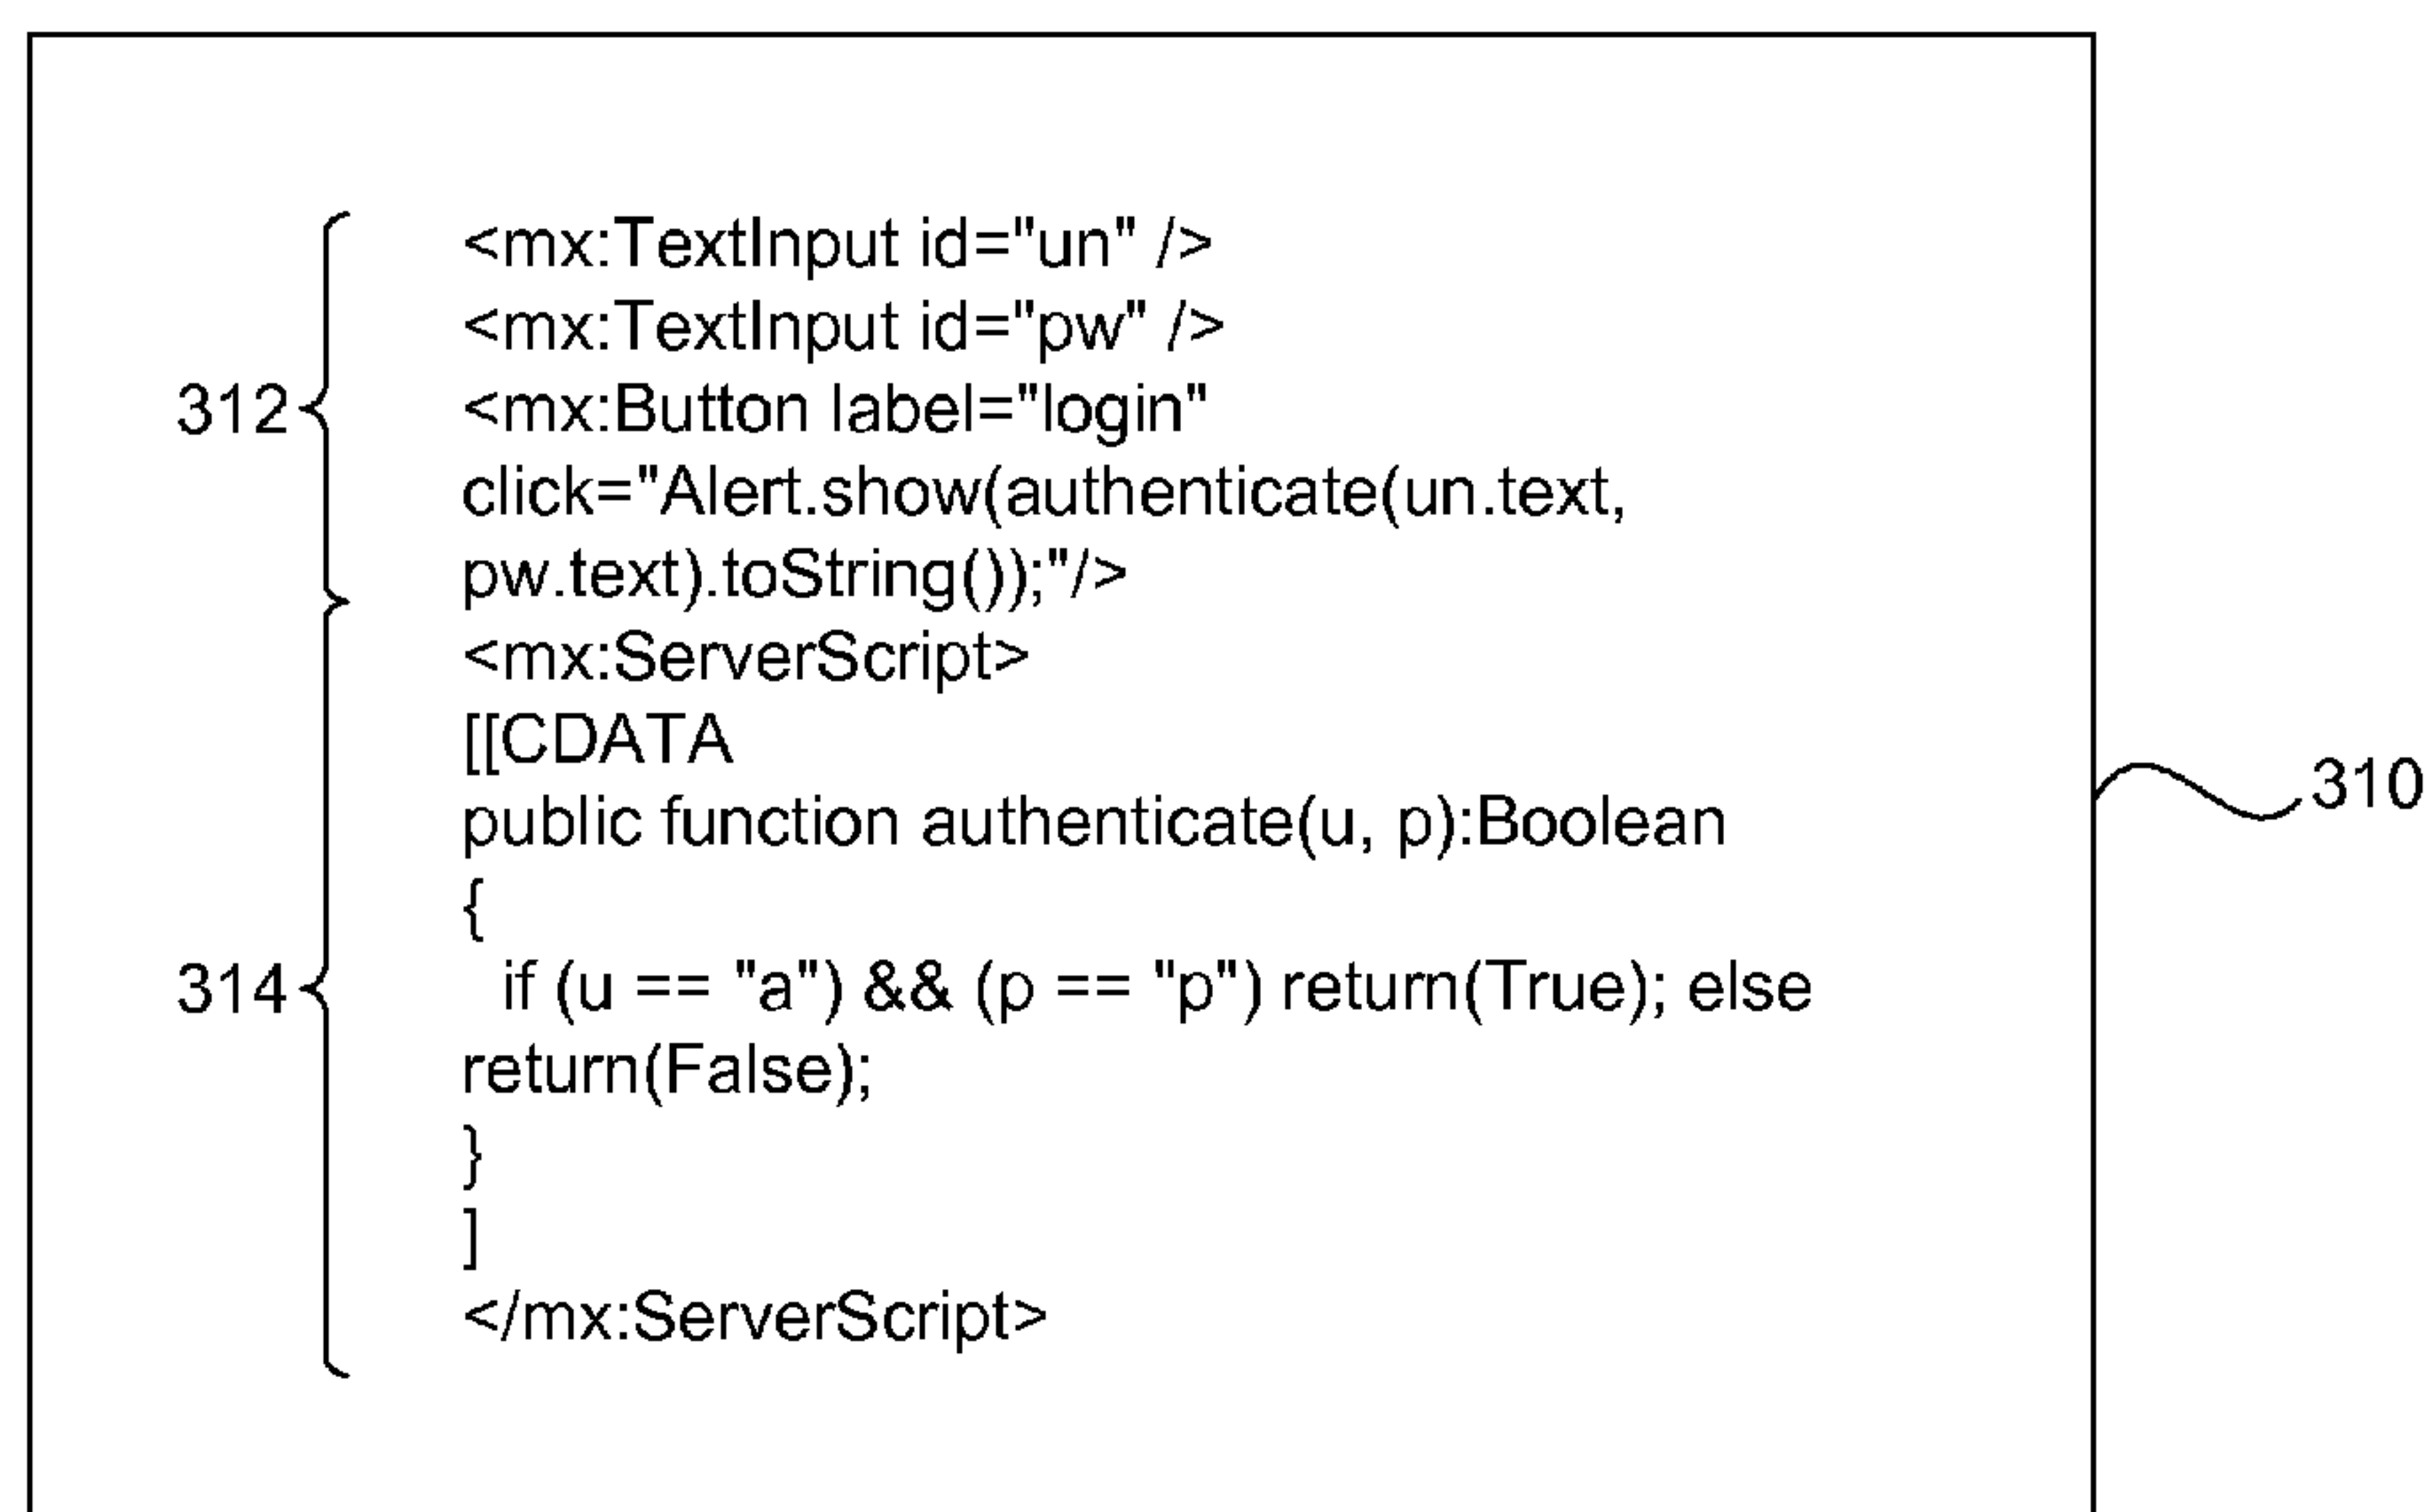 <mx:TextInput id="un" />
<mx:TextInput id="pw" />
312
<mx:Button label="login"
click="Alert.show(authenticate(un.text,
pw.text).toString());"/>
<mx:ServerScript>
[[CDATA
310
public function authenticate(u, p):Boolean
{
314
if (u == "a") && (p == "p") return(True); else
return(False);
}
]
</mx:ServerScript>